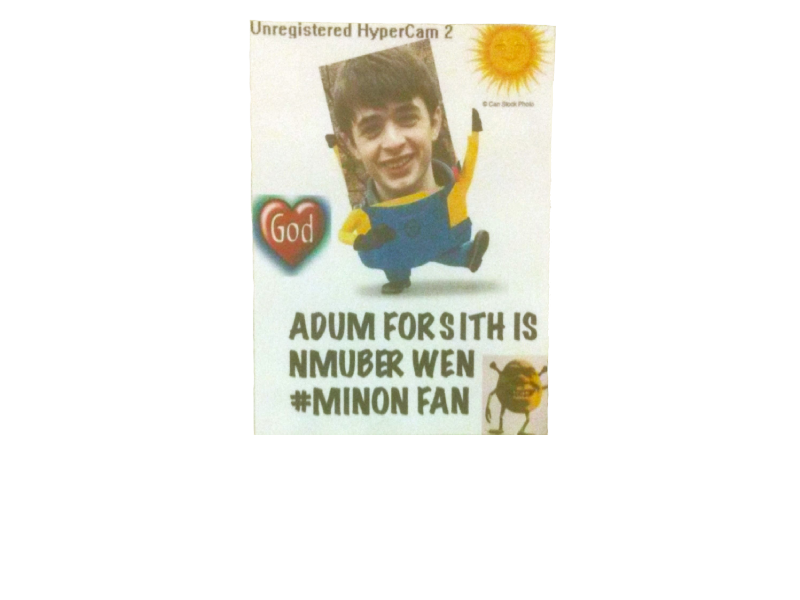 Unregistered HyperCam 2
© Can Stock Photo
God
ADUM FORSITH IS
NMUBER WEN
#MINON FAN